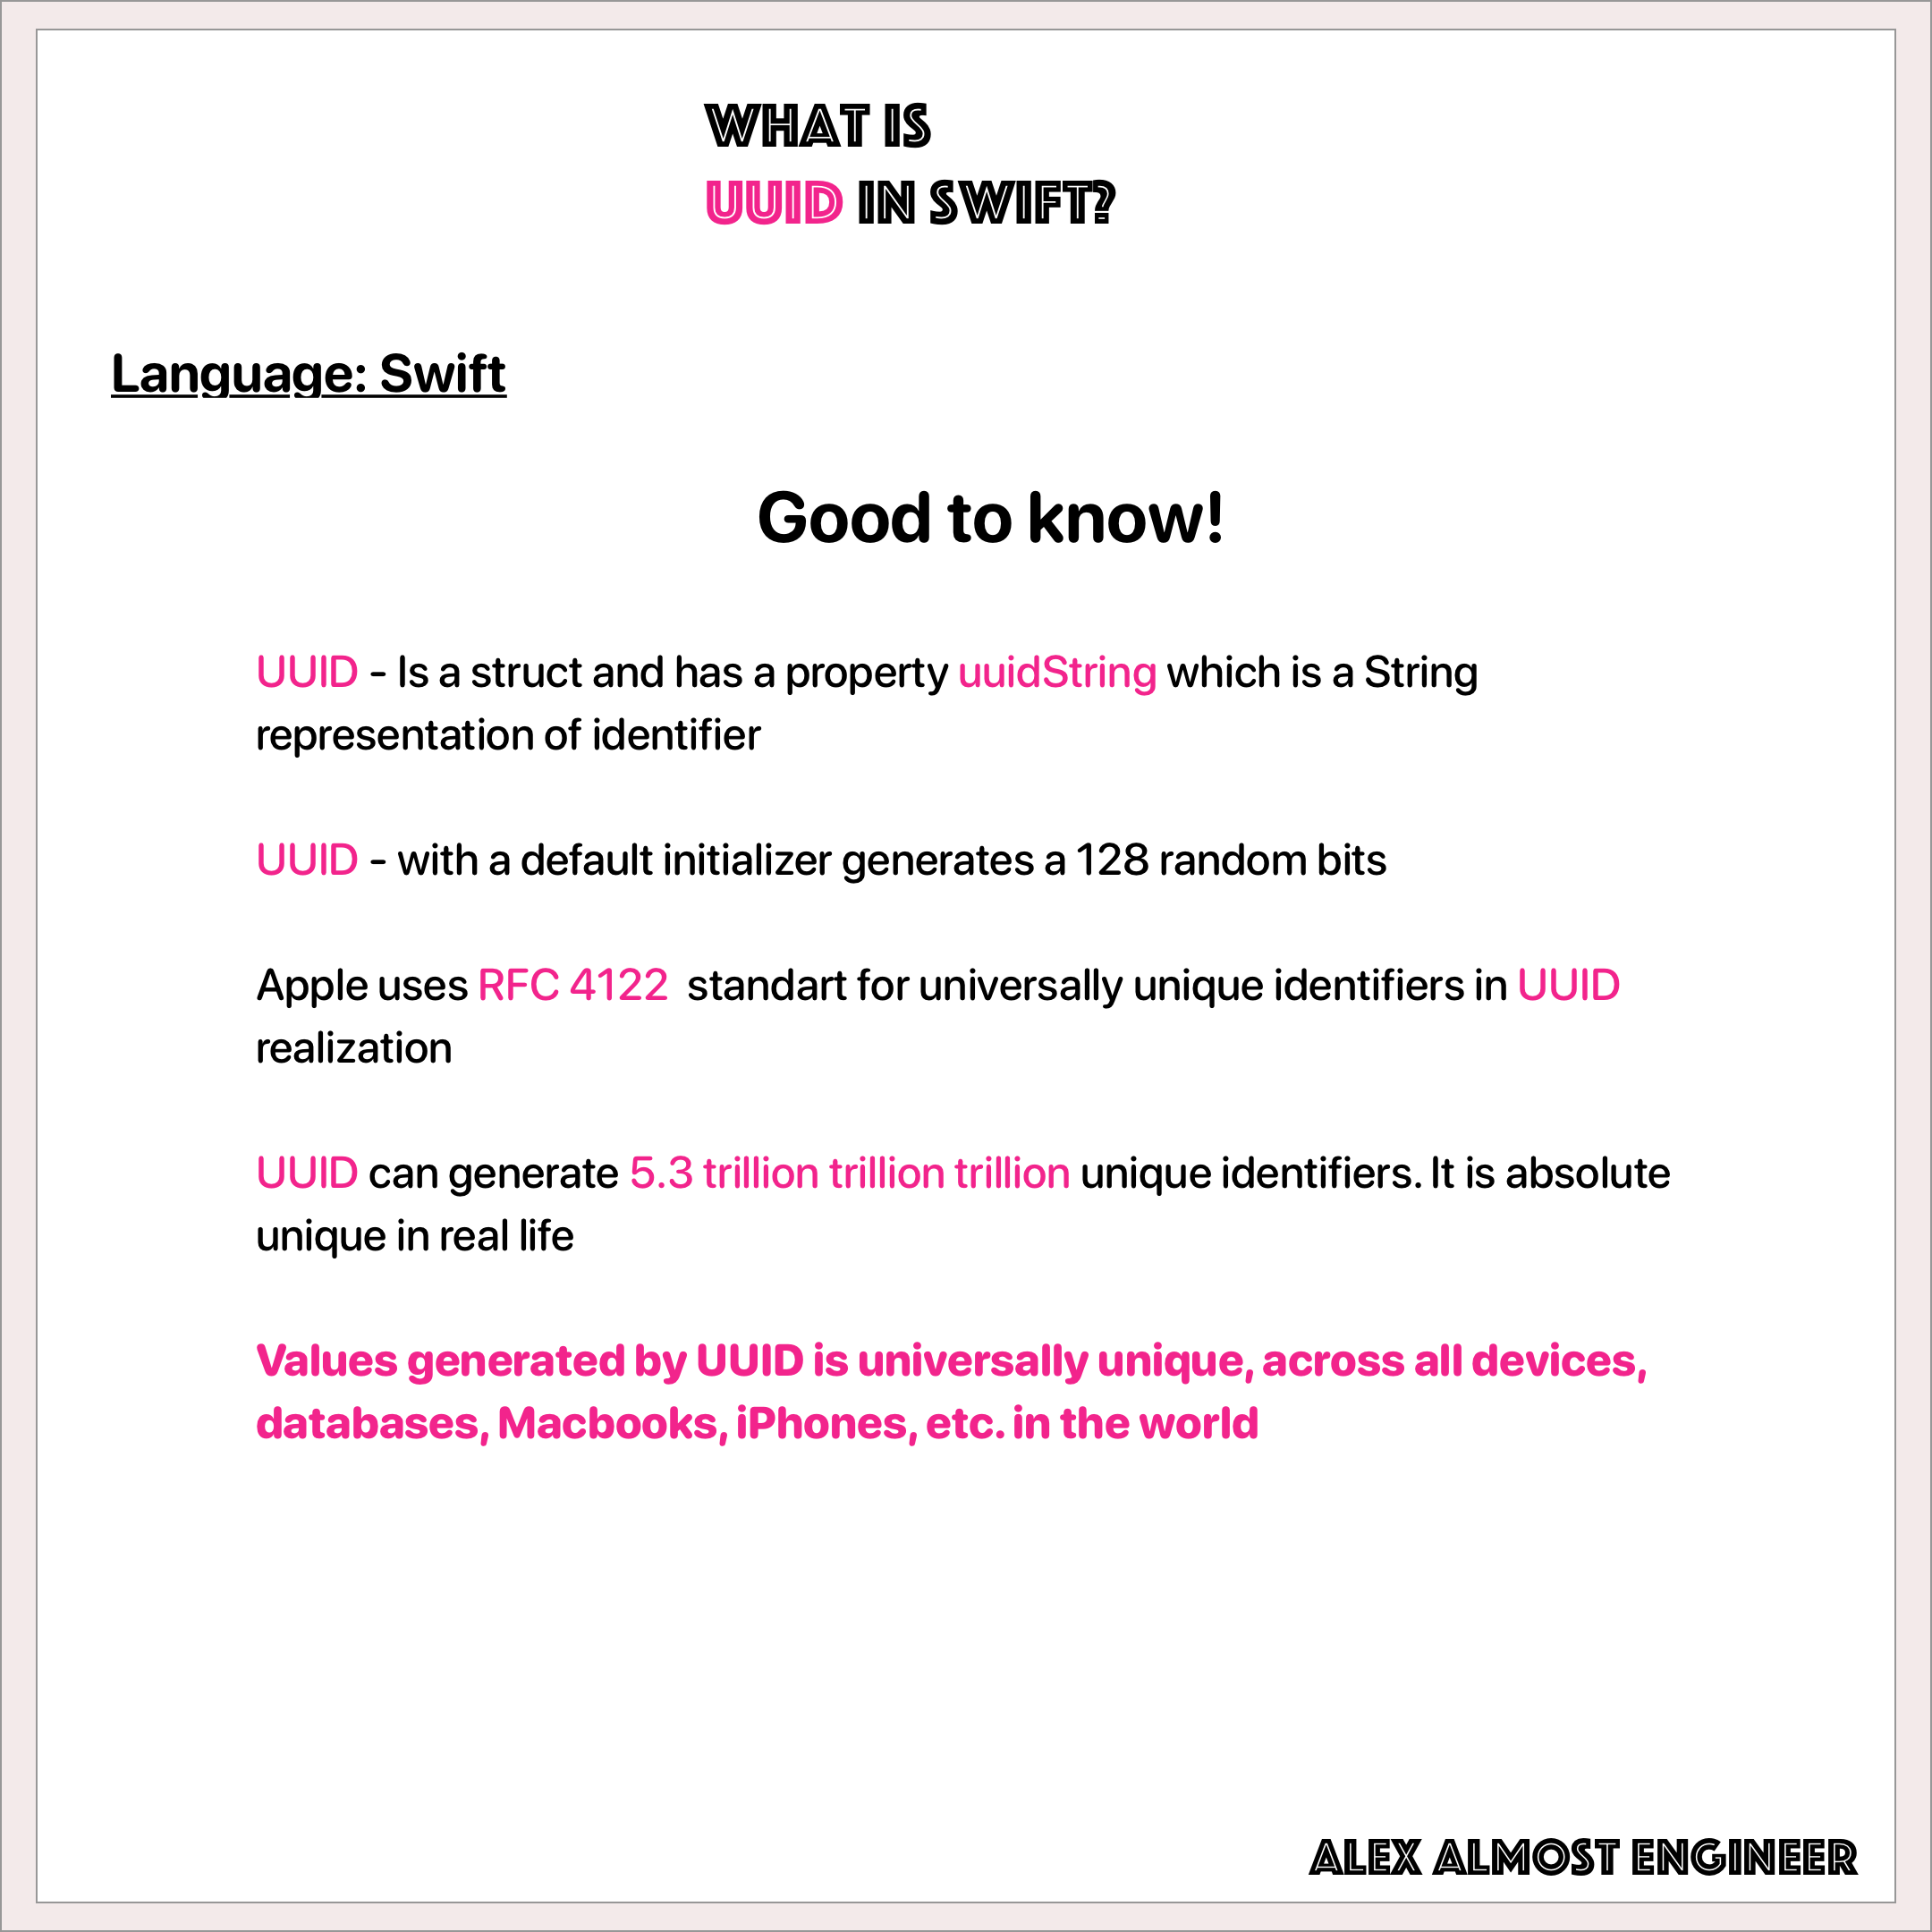 WHAT IS
UUID IN SWIFT?
Language: Swift
Good to know!
UUID - Is a struct and has a property uuidString which is a String
representation of identifier
UUID - with a default initializer generates a 128 random bits
Apple uses RFC 4122  standart for universally unique identifiers in UUID
realization
UUID can generate 5.3 trillion trillion trillion unique identifiers. It is absolute
unique in real life
Values generated by UUID is universally unique, across all devices,
databases, Macbooks, iPhones, etc. in the world
ALEX ALMOST ENGINEER